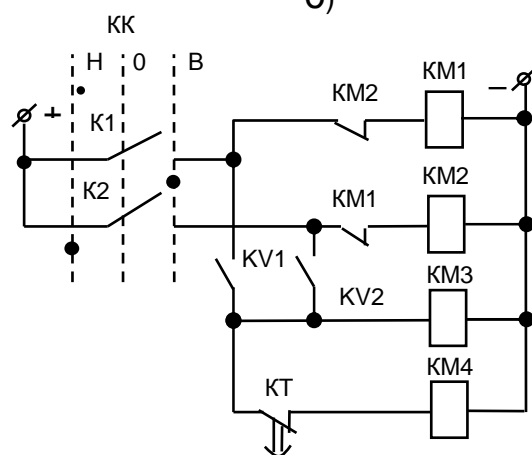 б)
КК
Н 0 В
КМ2 КМ1 –
+ К1
К2 КМ1 КМ2
KV1 KV2 КМ3
КТ КМ4